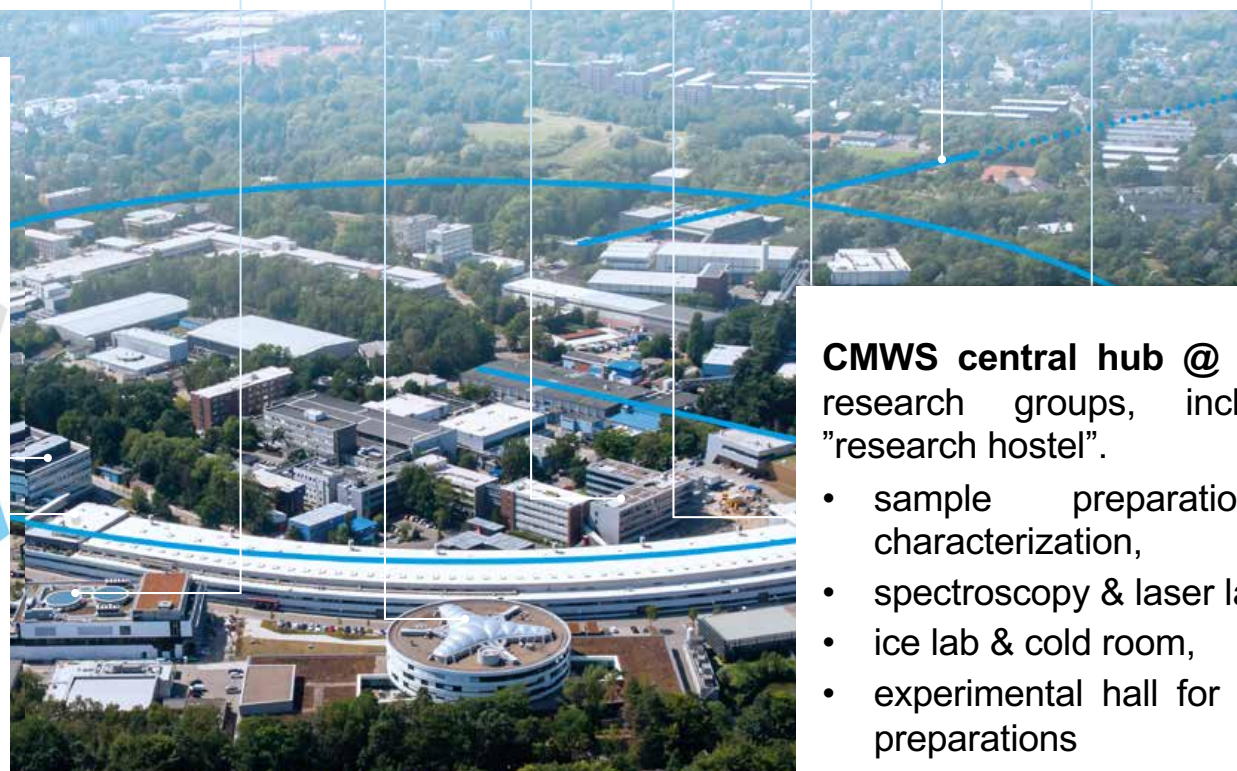 CMWS central hub @
research groups, incl
”research hostel”.
• sample preparatio
characterization,
• spectroscopy & laser la
• ice lab & cold room,
• experimental hall for
preparations